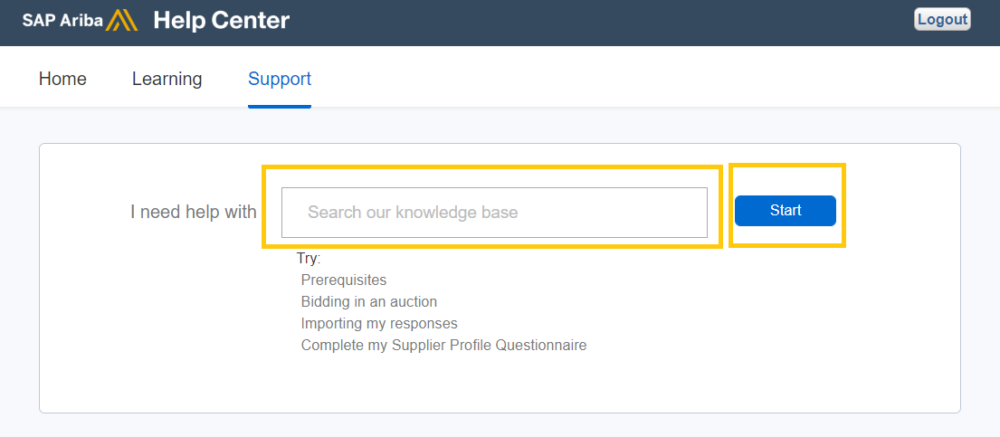 SAP Ariba Help Center
Logout
Home Learning Support
I need help with Search our knowledge base Start
Try:
Prerequisites
Bidding in an auction
Importing my responses
Complete my Supplier Profile Questionnaire